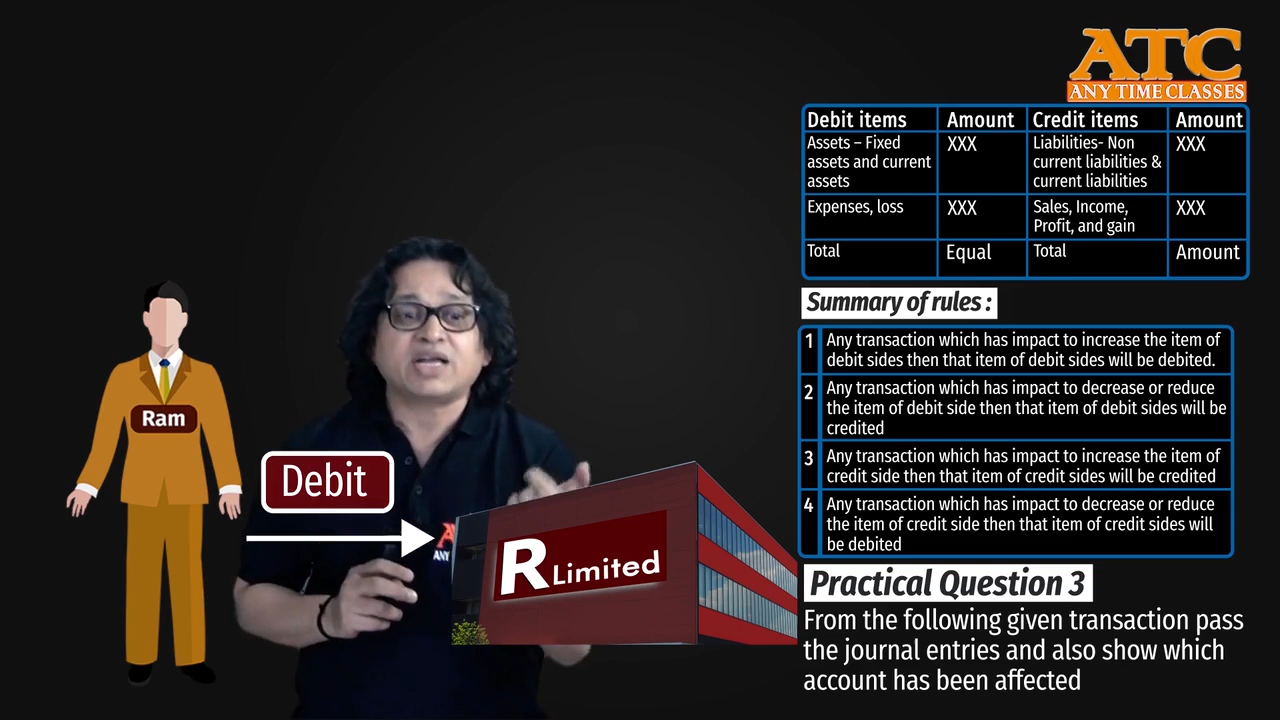 ATC
ANY TIME CLASSES
Debit items Amount Credit items Amount
Assets – Fixed
assets and current
assets
XXX
Liabilities- Non
current liabilities &
current liabilities
XXX
Expenses, loss
XXX
Sales, Income,
Profit, and gain
XXX
Total Equal Total Amount
Summary of rules :
1 Any transaction which has impact to increase the item of
debit sides then that item of debit sides will be debited.
2 Any transaction which has impact to decrease or reduce
the item of debit side then that item of debit sides will be
credited
3 Any transaction which has impact to increase the item of
credit side then that item of credit sides will be credited
4 Any transaction which has impact to decrease or reduce
the item of credit side then that item of credit sides will
be debited
Practical Question 3
From the following given transaction pass
the journal entries and also show which
account has been affected
Ram
Debit
R Limited